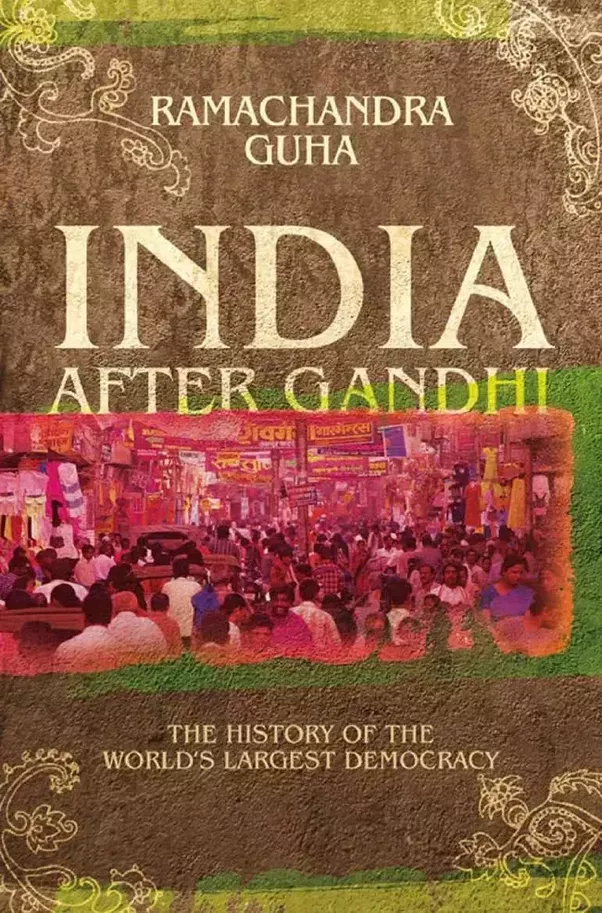 RAMACHANDRA
GUHA
INDIA
AFTER GANDHI
THE HISTORY OF THE
WORLD'S LARGEST DEMOCRACY